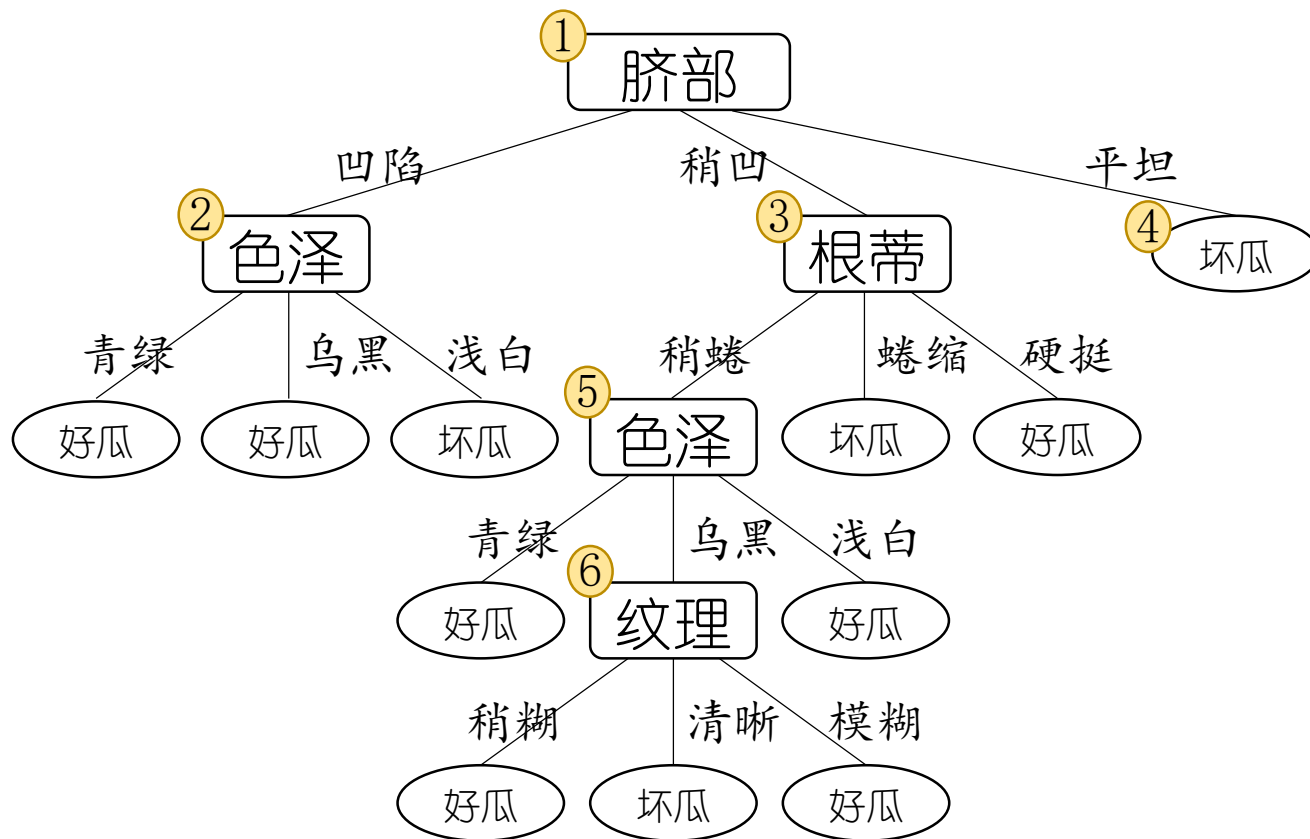 ① 脐部
凹陷 稍凹 平坦
② 色泽 ③ 根蒂 ④ 坏瓜
青绿 乌黑 浅白 稍蜷 蜷缩 硬挺
好瓜 好瓜 坏瓜 ⑤ 色泽 坏瓜 好瓜
青绿 乌黑 浅白
好瓜 ⑥ 纹理 好瓜
稍糊 清晰 模糊
好瓜 坏瓜 好瓜